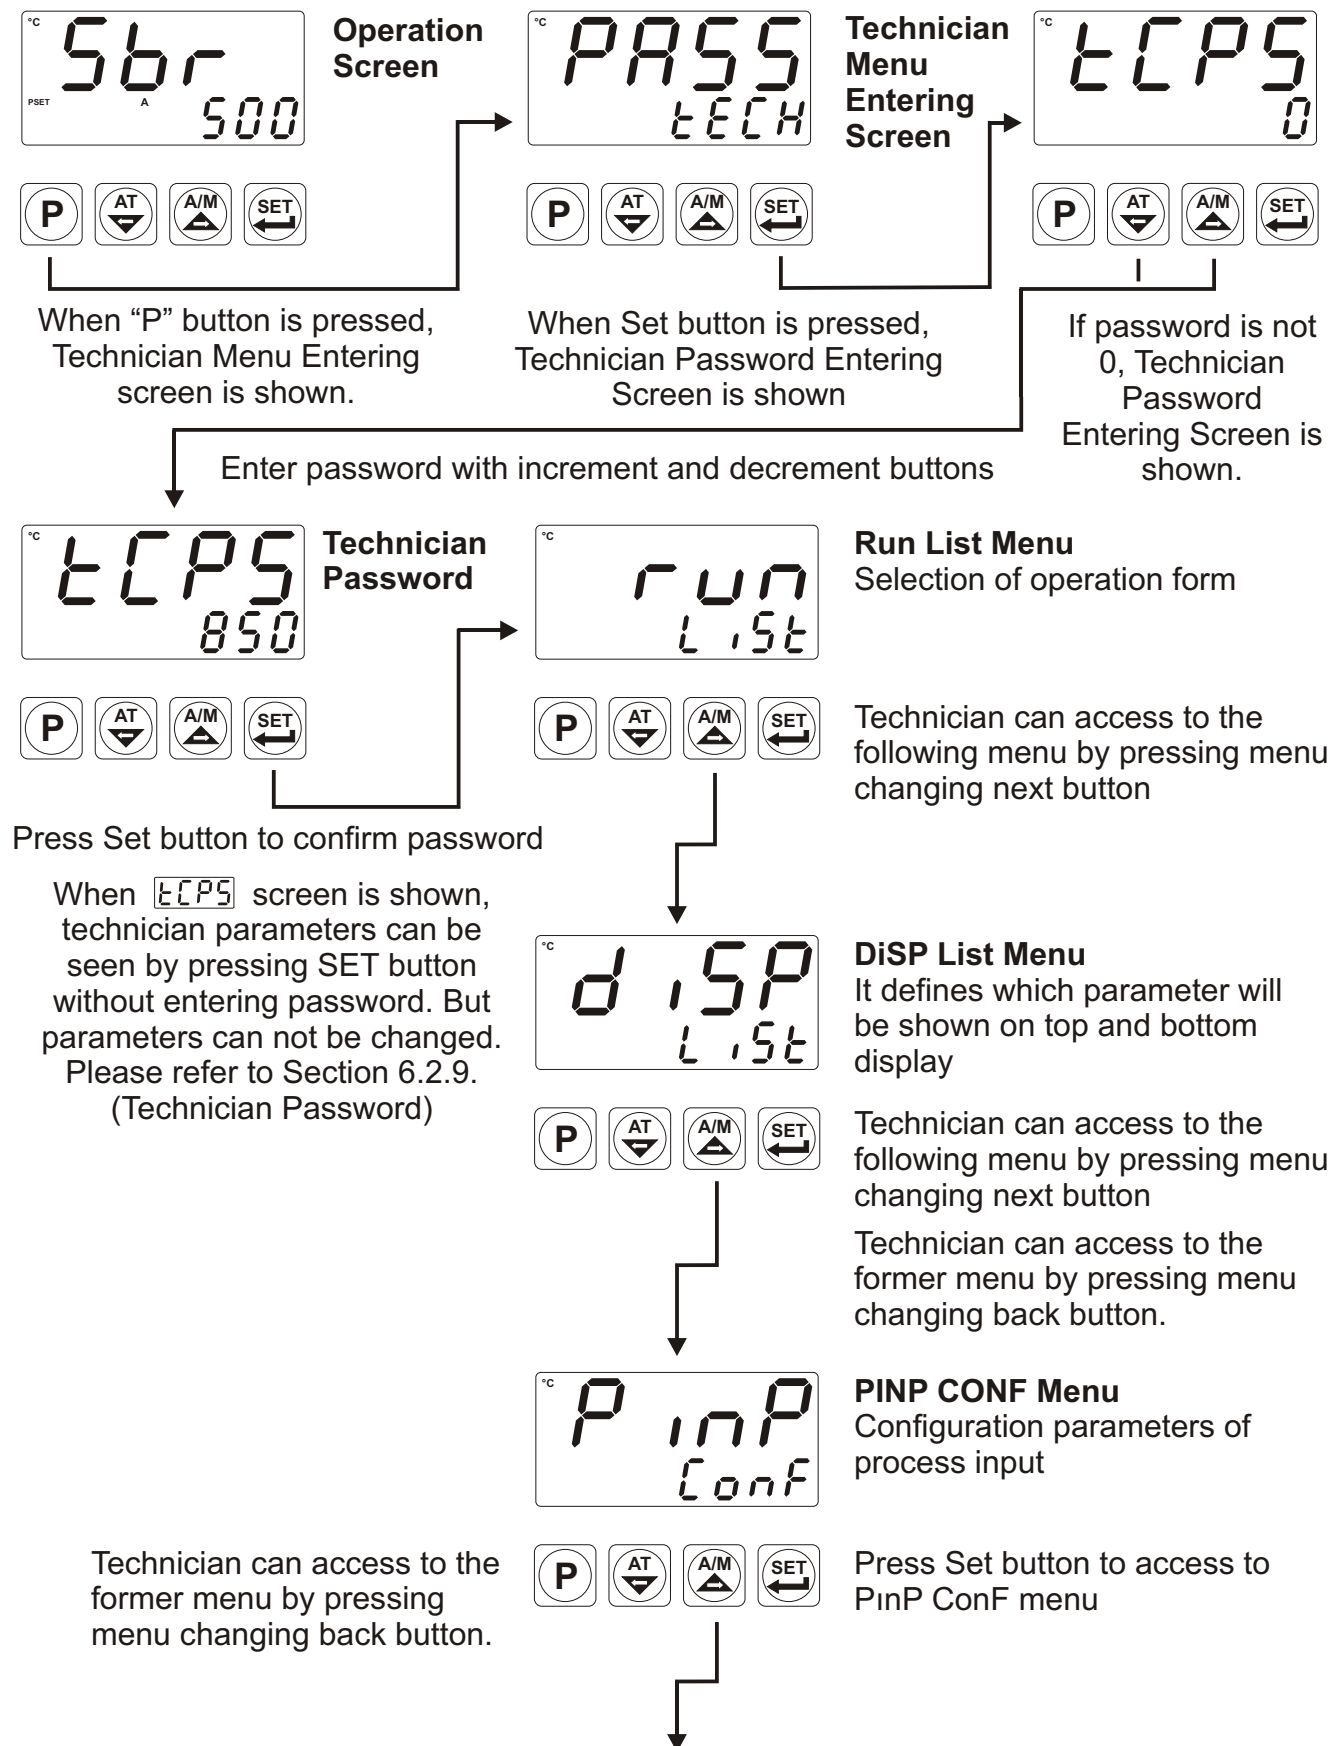 °C
Sbr
PSET
A
500
Operation
Screen
°C
PASS
tECH
Technician
Menu
Entering
Screen
°C
tCPS
0
P
AT
A/M
SET
P
AT
A/M
SET
P
AT
A/M
SET
When “P” button is pressed,
Technician Menu Entering
screen is shown.
When Set button is pressed,
Technician Password Entering
Screen is shown
If password is not
0, Technician
Password
Entering Screen is
shown.
Enter password with increment and decrement buttons
°C
tCPS
850
Technician
Password
°C
run
LiSt
Run List Menu
Selection of operation form
P
AT
A/M
SET
P
AT
A/M
SET
Technician can access to the
following menu by pressing menu
changing next button
Press Set button to confirm password
When tCPS screen is shown,
technician parameters can be
seen by pressing SET button
without entering password. But
parameters can not be changed.
Please refer to Section 6.2.9.
(Technician Password)
°C
diSP
LiSt
DiSP List Menu
It defines which parameter will
be shown on top and bottom
display
P
AT
A/M
SET
Technician can access to the
following menu by pressing menu
changing next button
Technician can access to the
former menu by pressing menu
changing back button.
°C
PinP
ConF
PINP CONF Menu
Configuration parameters of
process input
Technician can access to the
former menu by pressing
menu changing back button.
P
AT
A/M
SET
Press Set button to access to
PınP ConF menu